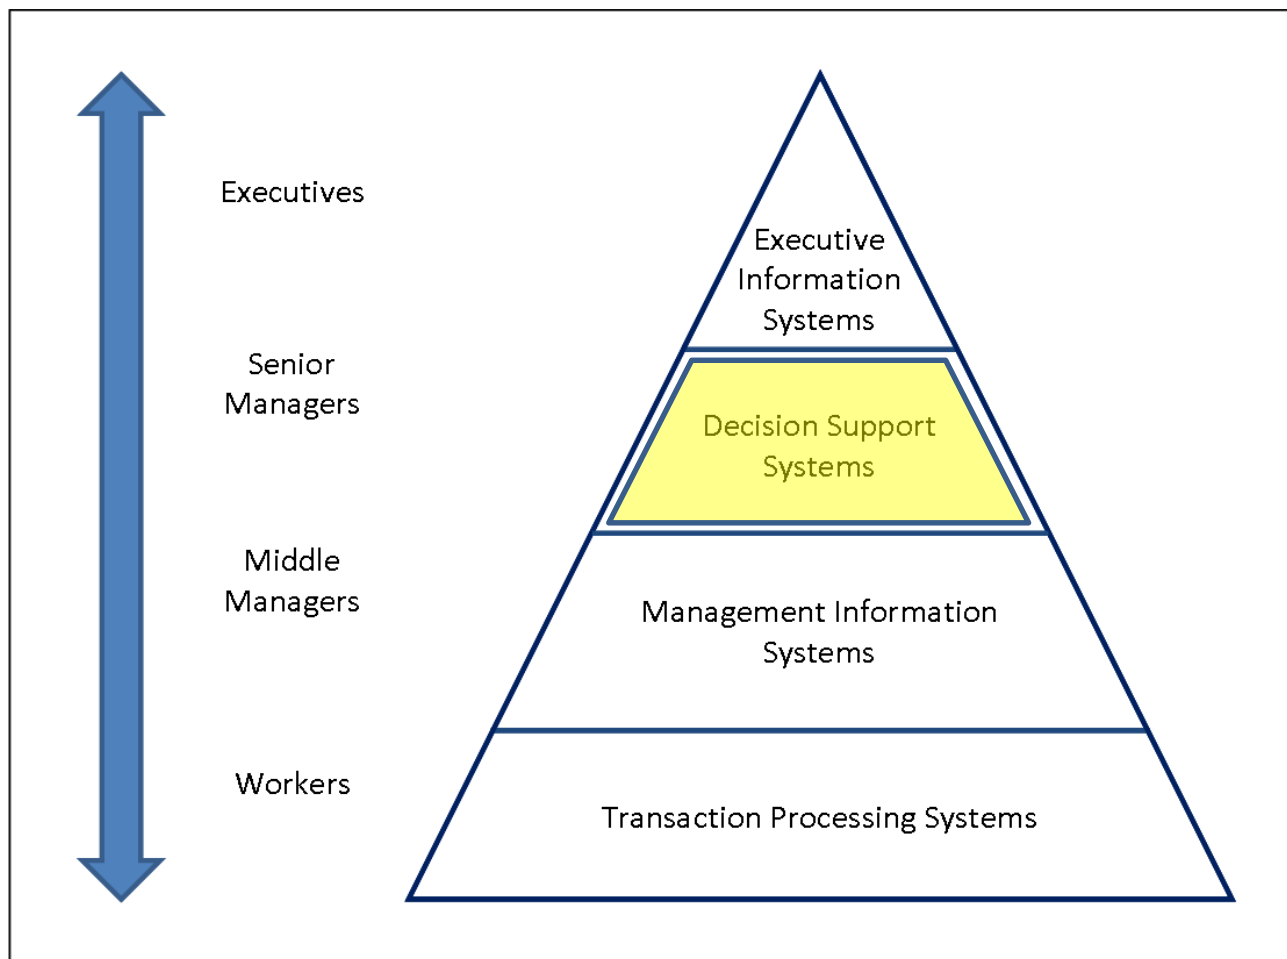 Executives
Senior
Managers
Middle
Managers
Workers
Executive
Information
Systems
Decision Support
Systems
Management Information
Systems
Transaction Processing Systems